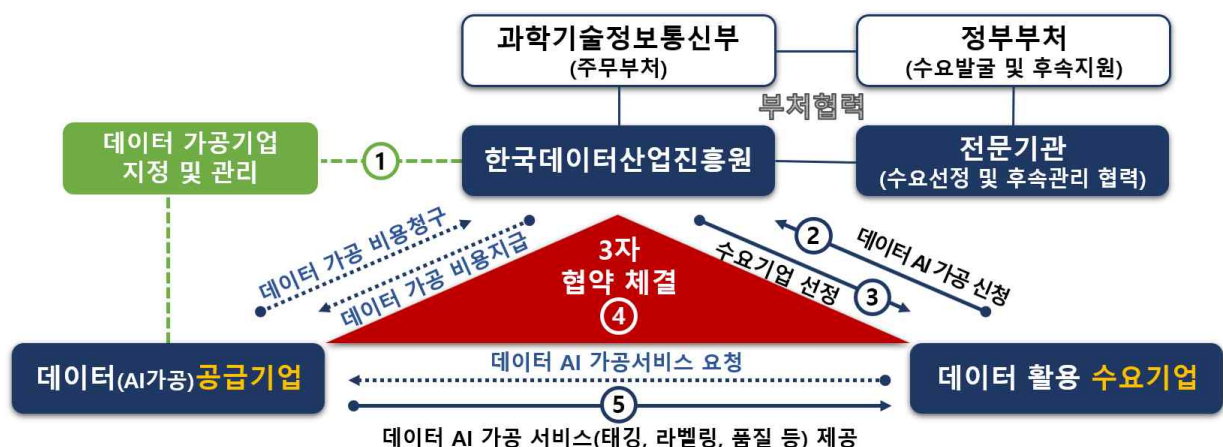 과학기술정보통신부
(주무부처)
정부부처
(수요발굴 및 후속지원)
부처협력
데이터 가공기업
지정 및 관리
1
한국데이터산업진흥원
전문기관
(수요선정 및 후속관리 협력)
데이터 가공 비용청구
데이터 가공 비용지급
3자
협약 체결
4
수요기업 선정
3
2
데이터 AI 가공 신청
데이터(AI가공) 공급기업
데이터 AI 가공서비스 요청
5
데이터 AI 가공 서비스(태깅, 라벨링, 품질 등) 제공
데이터 활용 수요기업